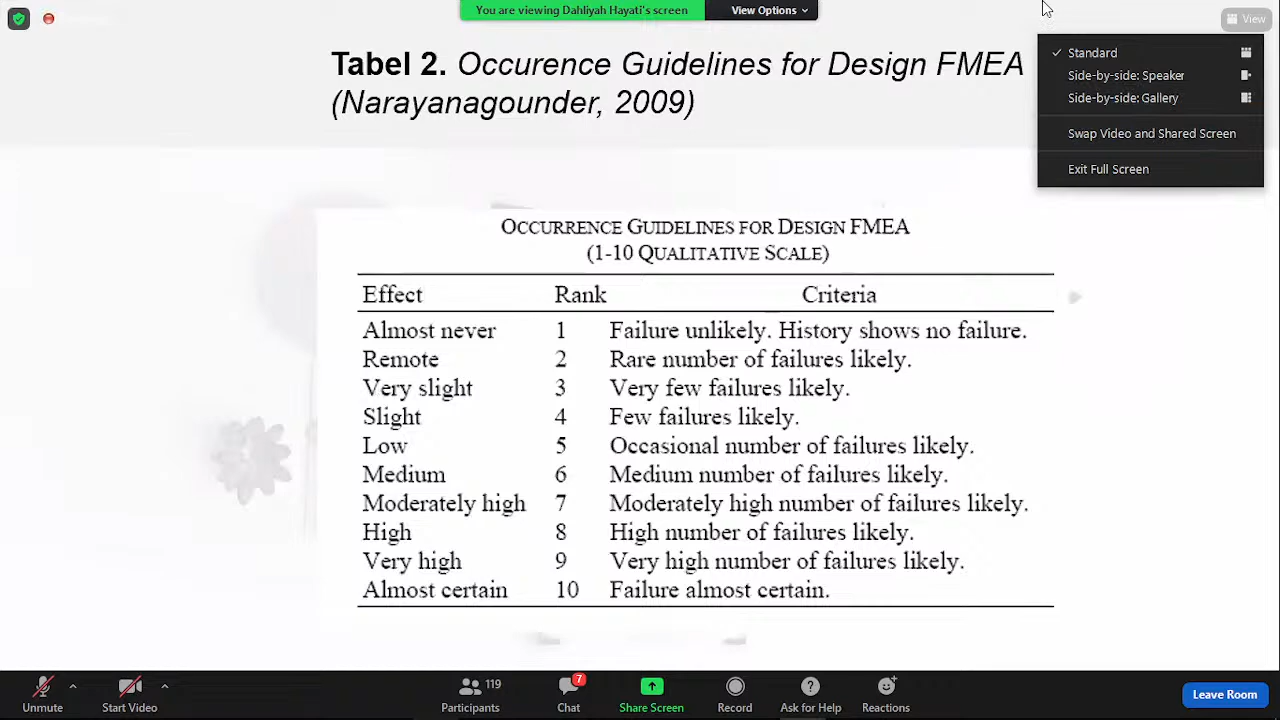 You are viewing Dahliyah Hayati's screen
View Options
View
Standard
Side-by-side: Speaker
Side-by-side: Gallery
Swap Video and Shared Screen
Exit Full Screen
Tabel 2. Occurence Guidelines for Design FMEA
(Narayanagounder, 2009)
OCCURRENCE GUIDELINES FOR DESIGN FMEA
(1-10 QUALITATIVE SCALE)
Effect Rank Criteria
Almost never 1 Failure unlikely. History shows no failure.
Remote 2 Rare number of failures likely.
Very slight 3 Very few failures likely.
Slight 4 Few failures likely.
Low 5 Occasional number of failures likely.
Medium 6 Medium number of failures likely.
Moderately high 7 Moderately high number of failures likely.
High 8 High number of failures likely.
Very high 9 Very high number of failures likely.
Almost certain 10 Failure almost certain.
Unmute
Start Video
119
Participants
7
Chat
Share Screen
Record
Ask for Help
Reactions
Leave Room